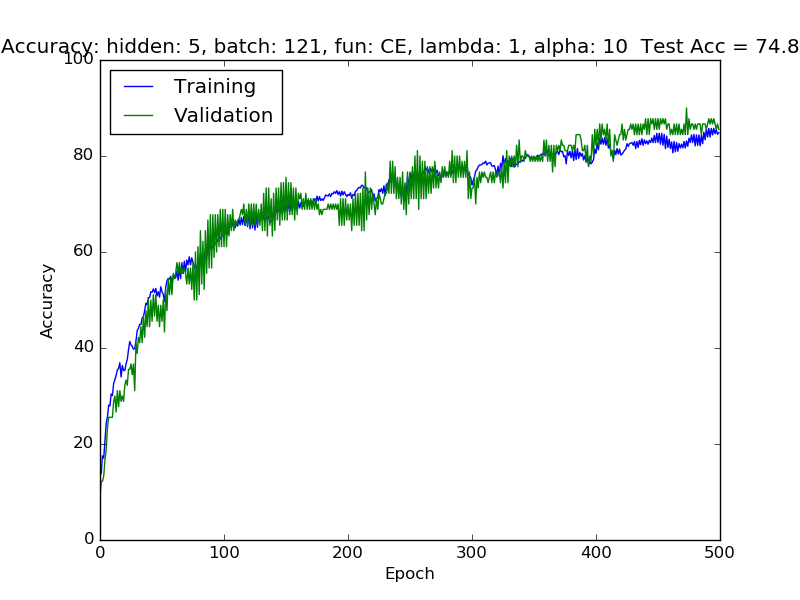 Accuracy: hidden: 5, batch: 121, fun: CE, lambda: 1, alpha: 10  Test Acc = 74.8
100
80
60
40
20
0
Accuracy
Training
Validation
0 100 200 300 400 500
Epoch